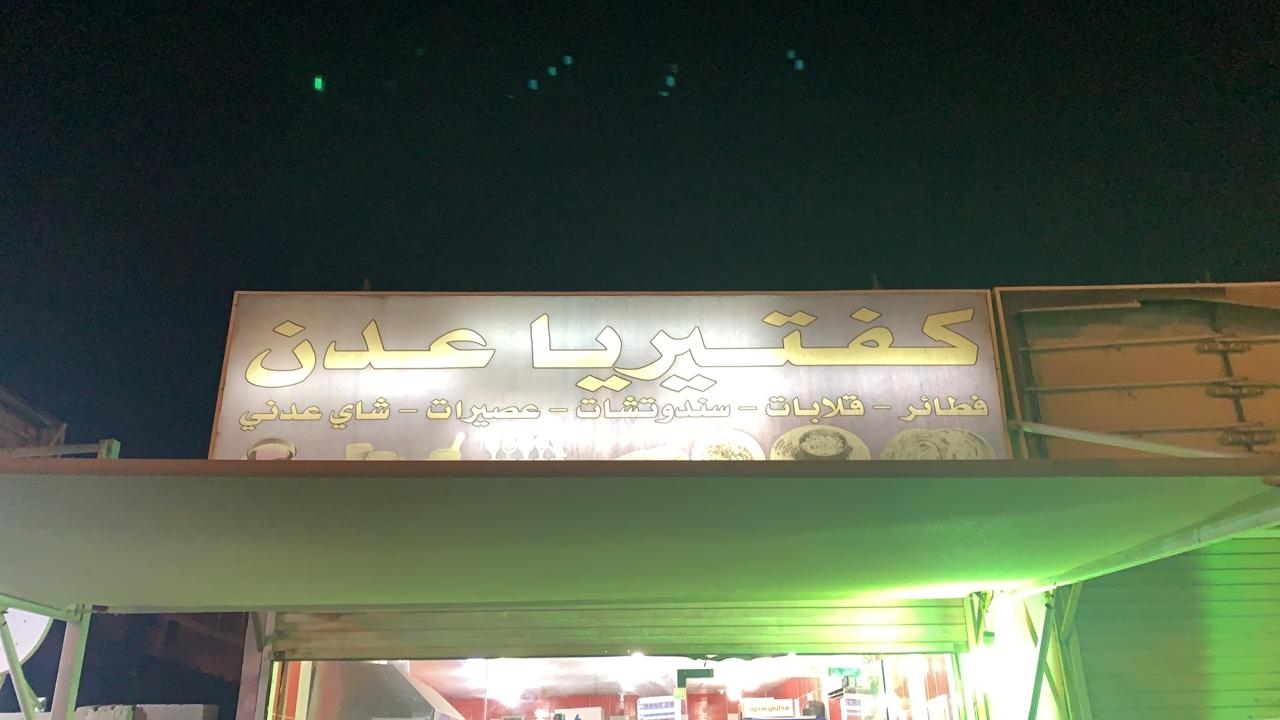 كفتيريا عدن
فطائر - قلابات - سندوتشات - عصيرات - شاي عدني